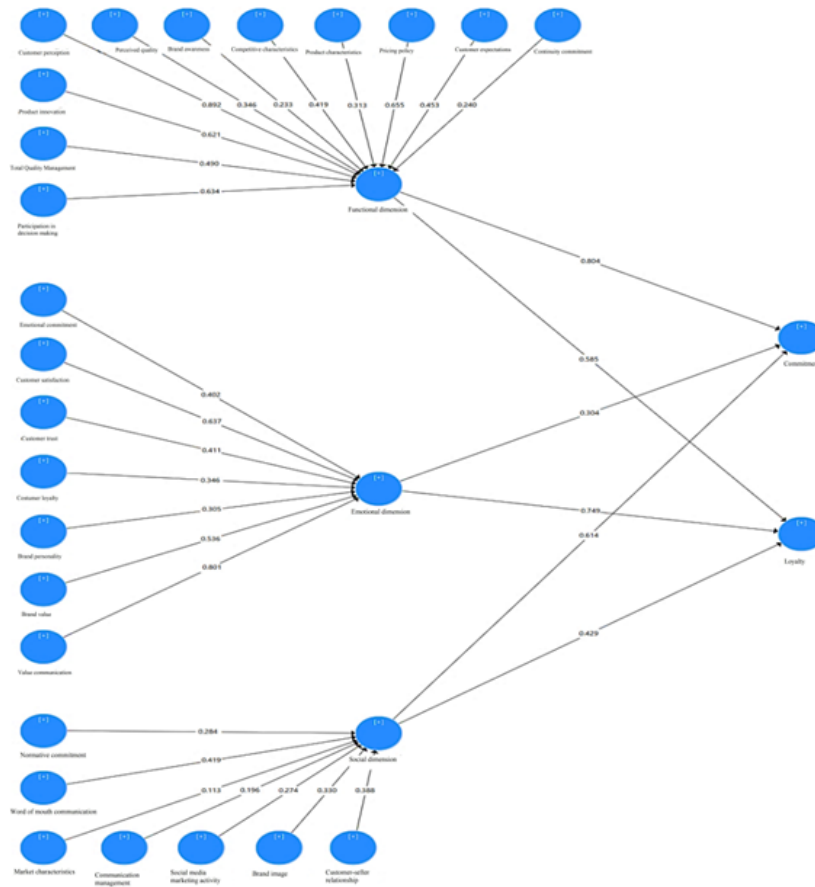 [+] [+] [+] [+] [+] [+] [+] [+]
Customer perception
Perceived quality
Brand awareness
Competitive characteristics
Product characteristics
Pricing policy
Customer expectations
Continuity commitment
[+]
Product innovation
[+]
Total Quality Management
[+]
Participation in
decision making
0.892
0.346
0.233
0.419
0.313
0.655
0.453
0.240
0.621
0.490
0.634
[+]
Functional dimension
0.804
0.585
[+]
Emotional commitment
[+]
Customer satisfaction
[+]
Customer trust
[+]
Costumer loyalty
[+]
Brand personality
[+]
Brand value
[+]
Value communication
0.402
0.637
0.411
0.346
0.305
0.536
0.801
[+]
Emotional dimension
0.304
0.749
0.614
[+]
Commitmen
[+]
Loyalty
0.429
[+]
Normative commitment
[+]
Word of mouth communication
[+]
Market characteristics
[+]
Communication
management
[+]
Social media
marketing activity
[+]
Brand image
[+]
Customer-seller
relationship
0.284
0.419
0.113
0.196
0.274
0.330
0.388
[+]
Social dimension